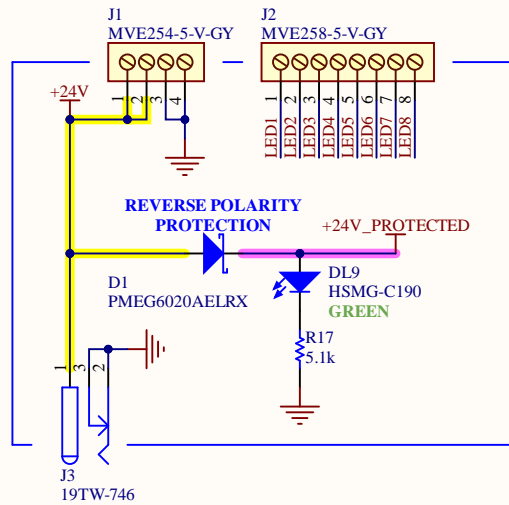 J1
MVE254-5-V-GY
J2
MVE258-5-V-GY
+24V
1
2
3
4
1
2
3
4
5
6
7
8
LED1
LED2
LED3
LED4
LED5
LED6
LED7
LED8
REVERSE POLARITY
PROTECTION
+24V_PROTECTED
D1
PMEG6020AELRX
DL9
HSMG-C190
GREEN
R17
5.1k
1
3
2
J3
19TW-746